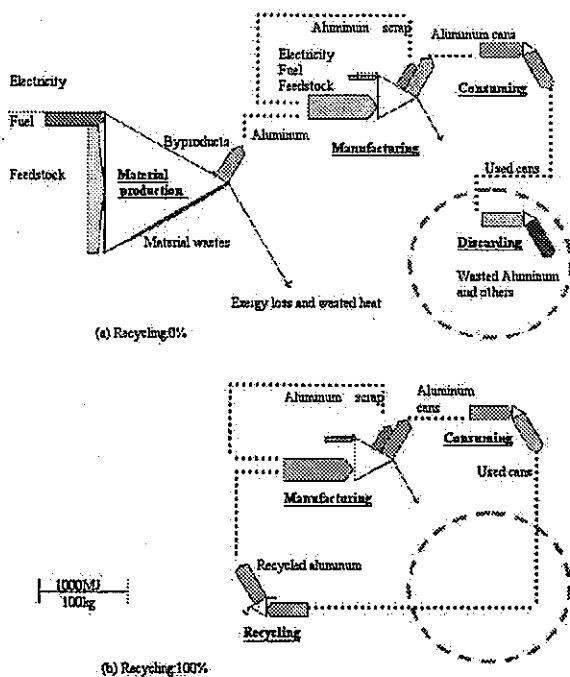 Aluminum scrap
Aluminum cans
Electricity
Fuel
Feedstock
Consuming
Electricity
Fuel
Byproducts
Aluminum
Manufacturing
Feedstock
Material
production
Used cans
Material wastes
Discarding
Wasted Aluminum
and others
Exergy loss and wasted heat
(a) Recycling:0%
Aluminum scrap
Aluminum
cans
Consuming
Used cans
Manufacturing
Recycled aluminum
1000MJ
100kg
Recycling
(b) Recycling:100%